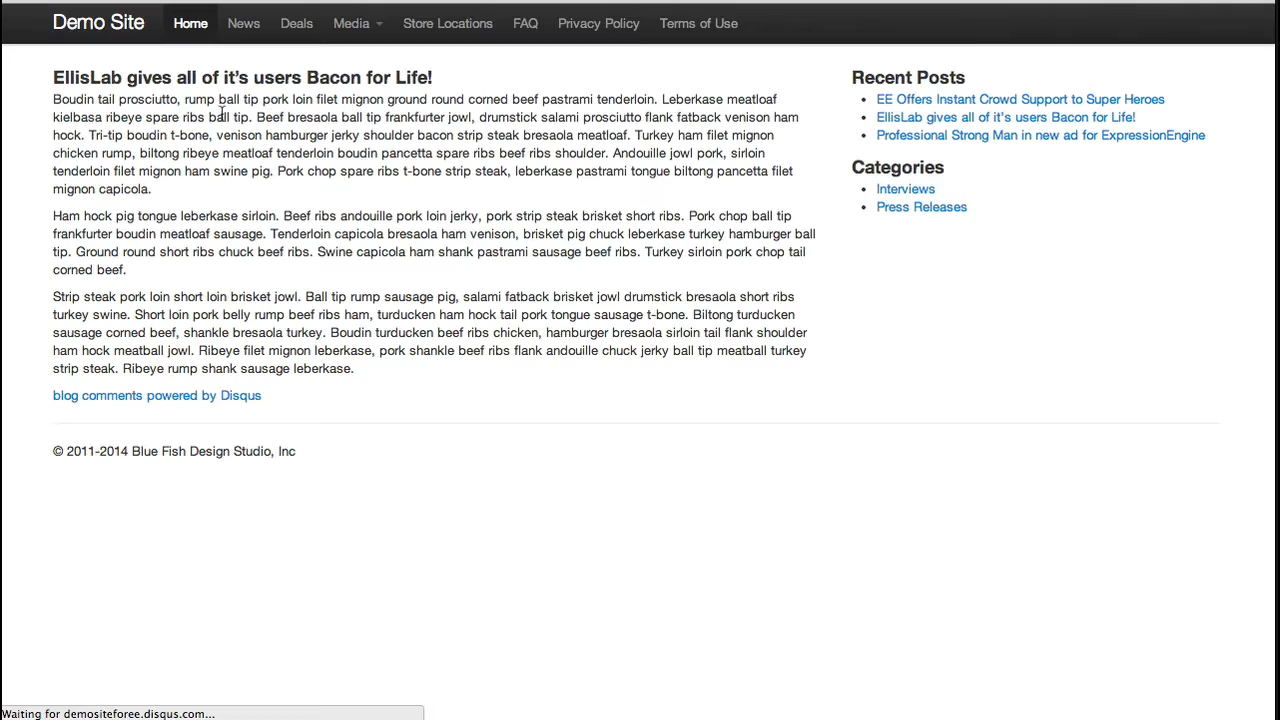 Demo Site Home News Deals Media Store Locations FAQ Privacy Policy Terms of Use
EllisLab gives all of it's users Bacon for Life!
Boudin tail prosciutto, rump ball tip pork loin filet mignon ground round corned beef pastrami tenderloin. Leberkase meatloaf
kielbasa ribeye spare ribs ball tip. Beef bresaola ball tip frankfurter jowl, drumstick salami prosciutto flank fatback venison ham
hock. Tri-tip boudin t-bone, venison hamburger jerky shoulder bacon strip steak bresaola meatloaf. Turkey ham filet mignon
chicken rump, biltong ribeye meatloaf tenderloin boudin pancetta spare ribs beef ribs shoulder. Andouille jowl pork, sirloin
tenderloin filet mignon ham swine pig. Pork chop spare ribs t-bone strip steak, leberkase pastrami tongue biltong pancetta filet
mignon capicola.
Ham hock pig tongue leberkase sirloin. Beef ribs andouille pork loin jerky, pork strip steak brisket short ribs. Pork chop ball tip
frankfurter boudin meatloaf sausage. Tenderloin capicola bresaola ham venison, brisket pig chuck leberkase turkey hamburger ball
tip. Ground round short ribs chuck beef ribs. Swine capicola ham shank pastrami sausage beef ribs. Turkey sirloin pork chop tail
corned beef.
Strip steak pork loin short loin brisket jowl. Ball tip rump sausage pig, salami fatback brisket jowl drumstick bresaola short ribs
turkey swine. Short loin pork belly rump beef ribs ham, turducken ham hock tail pork tongue sausage t-bone. Biltong turducken
sausage corned beef, shankle bresaola turkey. Boudin turducken beef ribs chicken, hamburger bresaola sirloin tail flank shoulder
ham hock meatball jowl. Ribeye filet mignon leberkase, pork shankle beef ribs flank andouille chuck jerky ball tip meatball turkey
strip steak. Ribeye rump shank sausage leberkase.
blog comments powered by Disqus
Recent Posts
• EE Offers Instant Crowd Support to Super Heroes
• EllisLab gives all of it's users Bacon for Life!
• Professional Strong Man in new ad for ExpressionEngine
Categories
• Interviews
• Press Releases
© 2011-2014 Blue Fish Design Studio, Inc
Waiting for demositeforee.disqus.com...